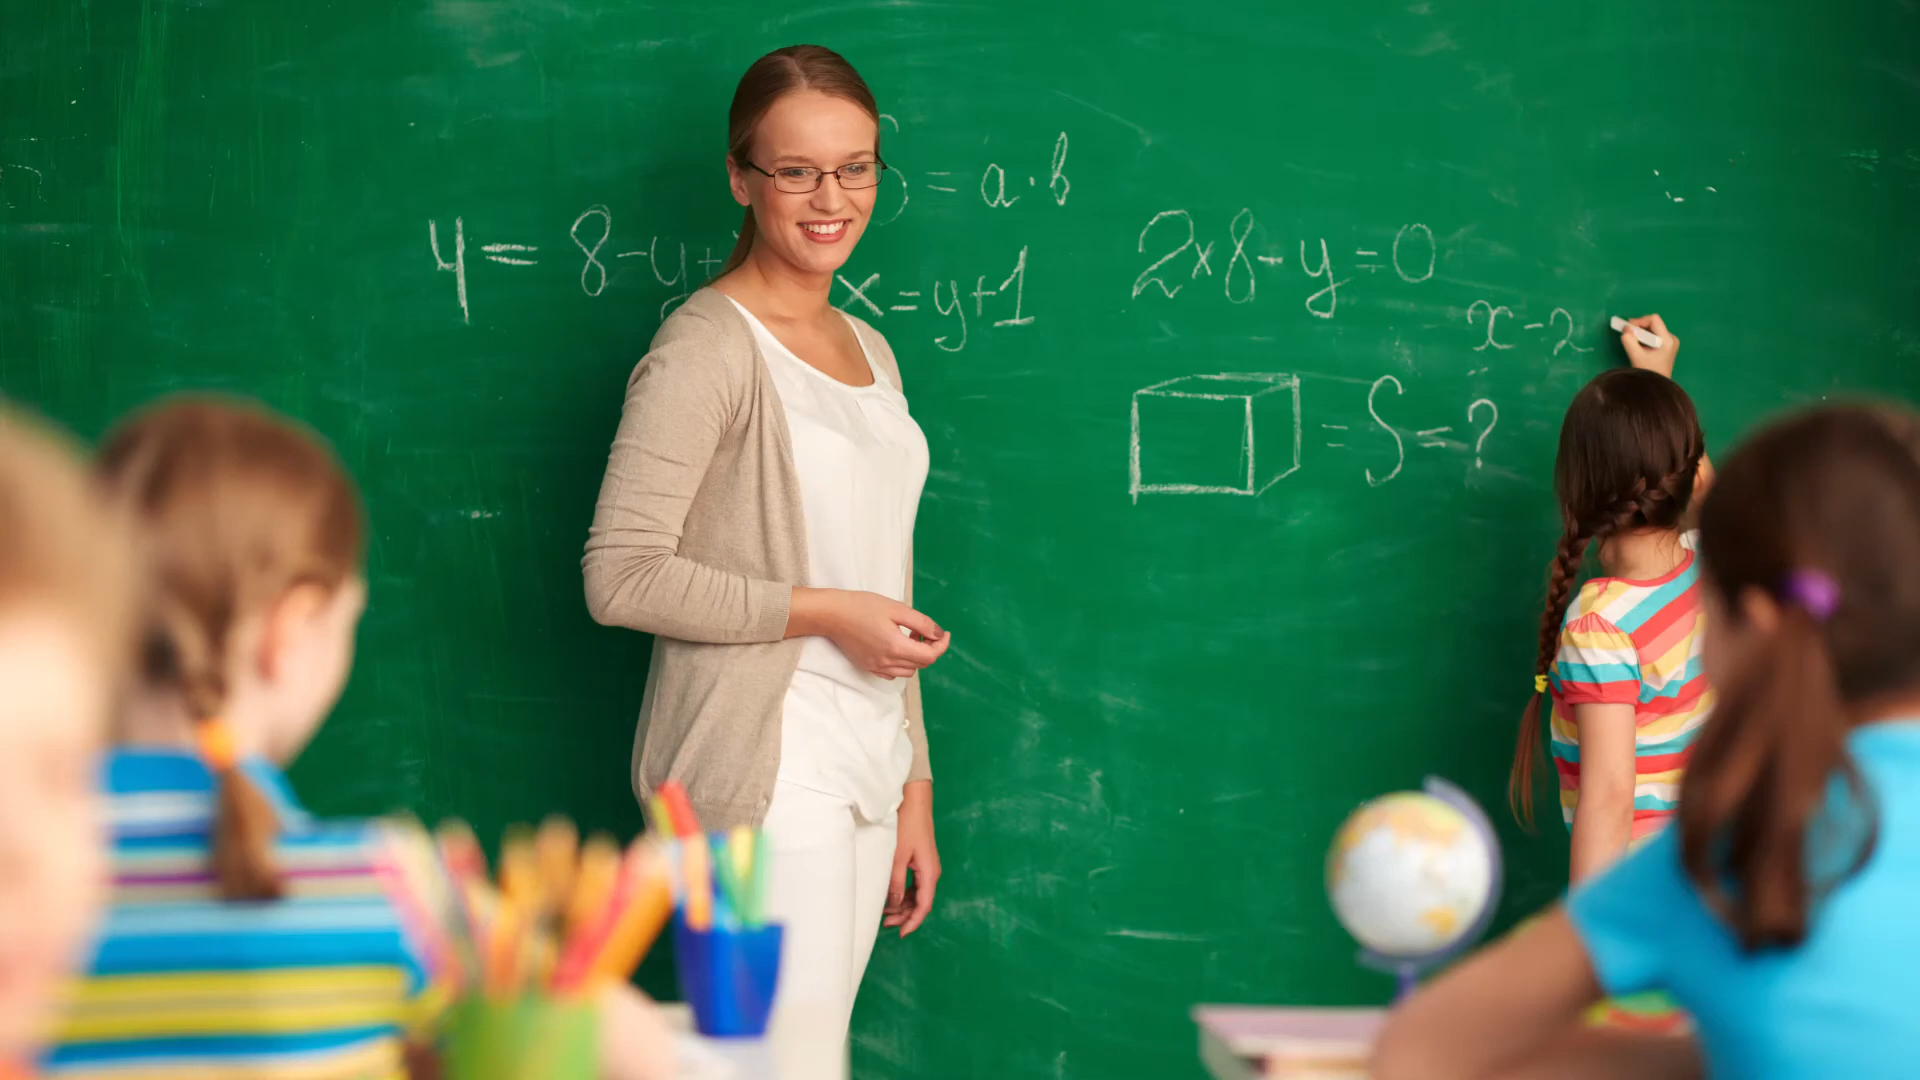 S = a·b
4 = 8 - y +
x = y + 1
2x8 - y = 0
x - 2
= S = ?